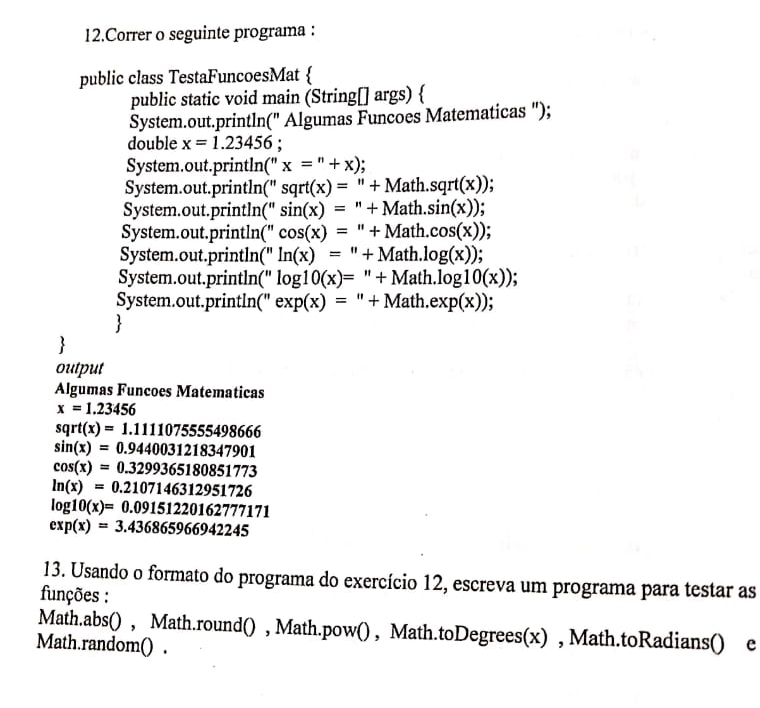 12.Correr o seguinte programa :
public class TestaFuncoesMat {
public static void main (String[] args) {
System.out.println(" Algumas Funcoes Matematicas ");
double x = 1.23456 ;
System.out.println(" x = " + x);
System.out.println(" sqrt(x) = " + Math.sqrt(x));
System.out.println(" sin(x) = " + Math.sin(x));
System.out.println(" cos(x) = " + Math.cos(x));
System.out.println(" ln(x) = " + Math.log(x));
System.out.println(" log10(x)= " + Math.log10(x));
System.out.println(" exp(x) = " + Math.exp(x));
}
}
output
Algumas Funcoes Matematicas
x = 1.23456
sqrt(x) = 1.1111075555498666
sin(x) = 0.9440031218347901
cos(x) = 0.3299365180851773
ln(x) = 0.2107146312951726
log10(x)= 0.09151220162777171
exp(x) = 3.436865966942245
13. Usando o formato do programa do exercício 12, escreva um programa para testar as
funções :
Math.abs() , Math.round() , Math.pow() , Math.toDegrees(x) , Math.toRadians() e
Math.random() .